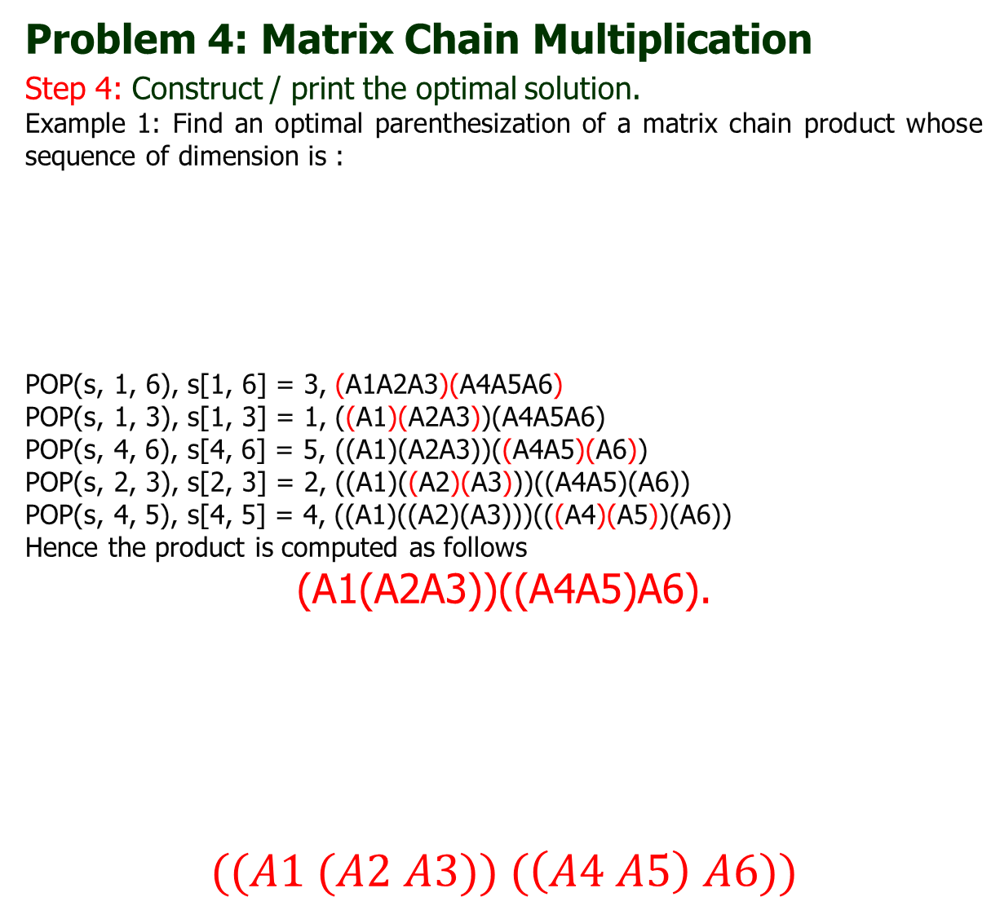 Problem 4: Matrix Chain Multiplication
Step 4: Construct / print the optimal solution.
Example 1: Find an optimal parenthesization of a matrix chain product whose
sequence of dimension is :
POP(s, 1, 6), s[1, 6] = 3, (A1A2A3)(A4A5A6)
POP(s, 1, 3), s[1, 3] = 1, ((A1)(A2A3))(A4A5A6)
POP(s, 4, 6), s[4, 6] = 5, ((A1)(A2A3))((A4A5)(A6))
POP(s, 2, 3), s[2, 3] = 2, ((A1)((A2)(A3)))((A4A5)(A6))
POP(s, 4, 5), s[4, 5] = 4, ((A1)((A2)(A3)))(((A4)(A5))(A6))
Hence the product is computed as follows
(A1(A2A3))((A4A5)A6).
((A1 (A2 A3)) ((A4 A5) A6))